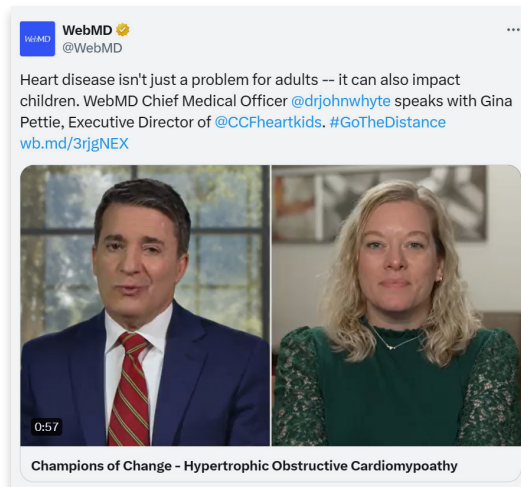 WebMD
WebMD
@WebMD
Heart disease isn't just a problem for adults -- it can also impact
children. WebMD Chief Medical Officer @drjohnwhyte speaks with Gina
Pettie, Executive Director of @CCFheartkids. #GoTheDistance
wb.md/3rjgNEX
0:57
Champions of Change - Hypertrophic Obstructive Cardiomypoathy